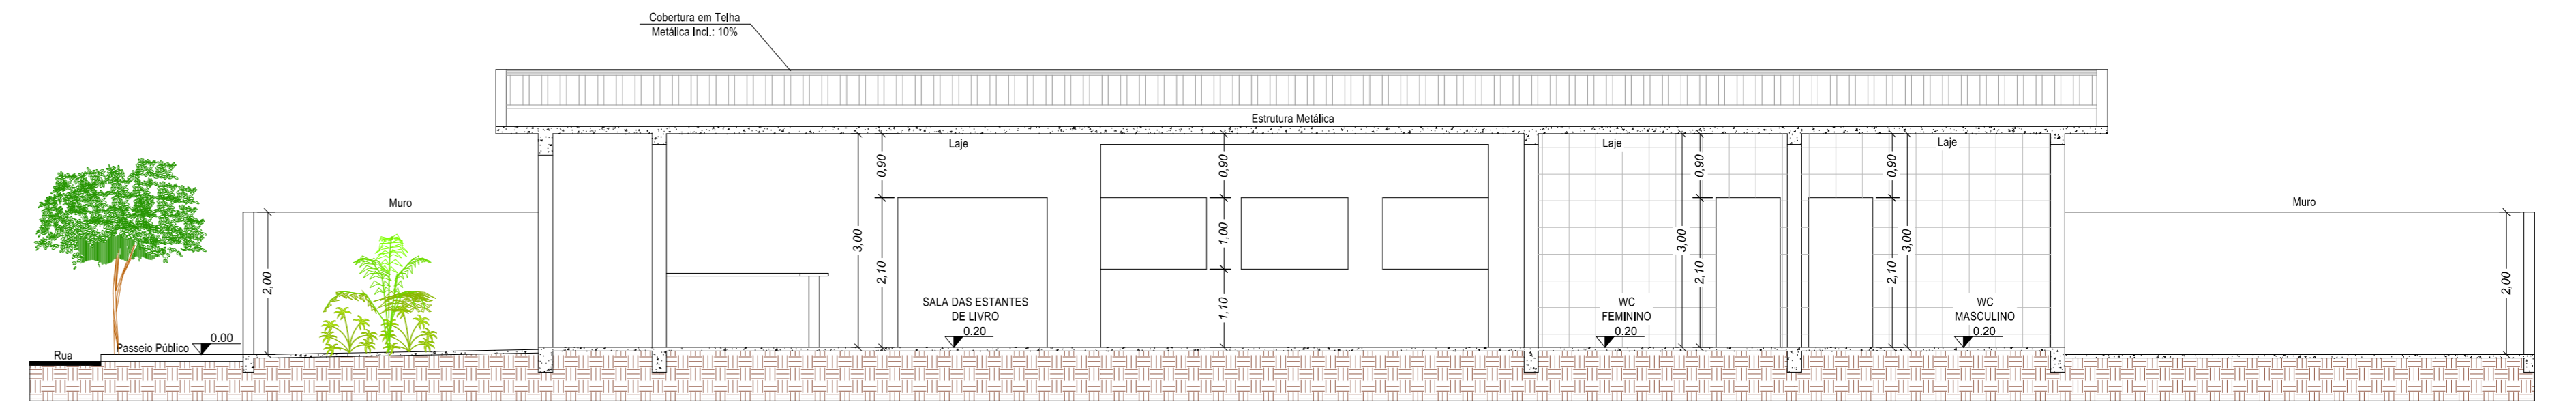 Cobertura em Telha
Metálica Incl.: 10%
Estrutura Metálica
Laje
Laje
Laje
0,90
0,90
0,90
0,90
Muro
Muro
3,00
1,00
3,00
3,00
2,00
2,10
2,10
2,10
2,00
1,10
SALA DAS ESTANTES
DE LIVRO
0.20
WC
FEMININO
0.20
WC
MASCULINO
0.20
0.00
Passeio Público
Rua